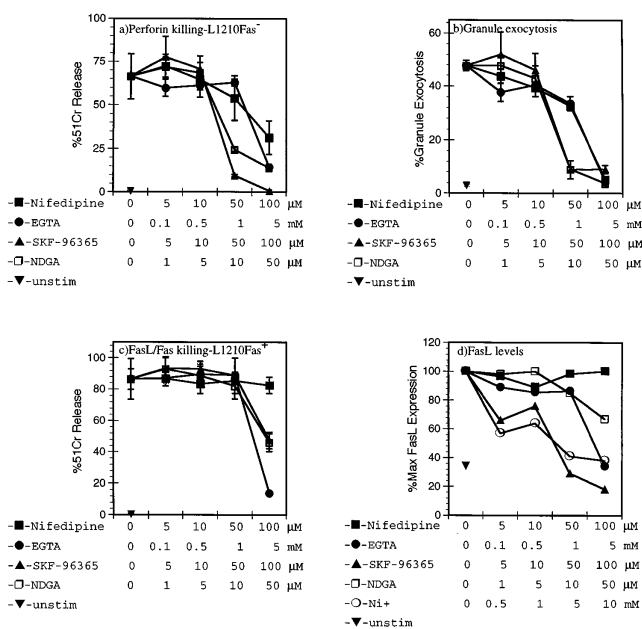 a)Perforin killing-L1210Fas-
%51Cr Release
100
75
50
25
0
-■-Nifedipine 0 5 10 50 100 µM
-●-EGTA 0 0.1 0.5 1 5 mM
-▲-SKF-96365 0 5 10 50 100 µM
-❑-NDGA 0 1 5 10 50 µM
-▼-unstim
b)Granule exocytosis
%Granule Exocytosis
60
40
20
0
-■-Nifedipine 0 5 10 50 100 µM
-●-EGTA 0 0.1 0.5 1 5 mM
-▲-SKF-96365 0 5 10 50 100 µM
-❑-NDGA 0 1 5 10 50 µM
-▼-unstim
c)FasL/Fas killing-L1210Fas+
%51Cr Release
100
80
60
40
20
0
-■-Nifedipine 0 5 10 50 100 µM
-●-EGTA 0 0.1 0.5 1 5 mM
-▲-SKF-96365 0 5 10 50 100 µM
-❑-NDGA 0 1 5 10 50 µM
-▼-unstim
d)FasL levels
%Max FasL Expression
120
100
80
60
40
20
0
-■-Nifedipine 0 5 10 50 100 µM
-●-EGTA 0 0.1 0.5 1 5 mM
-▲-SKF-96365 0 5 10 50 100 µM
-❑-NDGA 0 1 5 10 50 µM
-○-Ni+ 0 0.5 1 5 10 mM
-▼-unstim